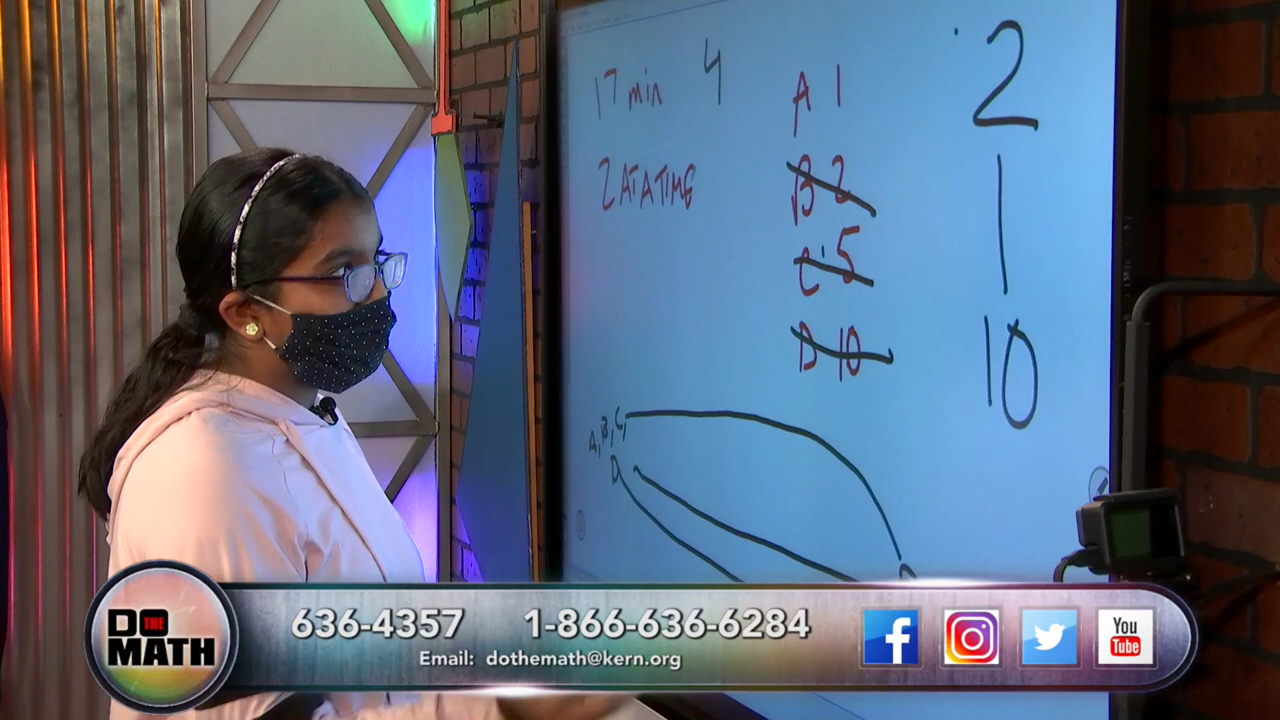 17 min 4
2 AT A TIME
A 1
B 2
C 5
D 10
2
1
10
A, B, C,
D
DO THE MATH
636-4357 1-866-636-6284
Email: dothemath@kern.org
f
You Tube